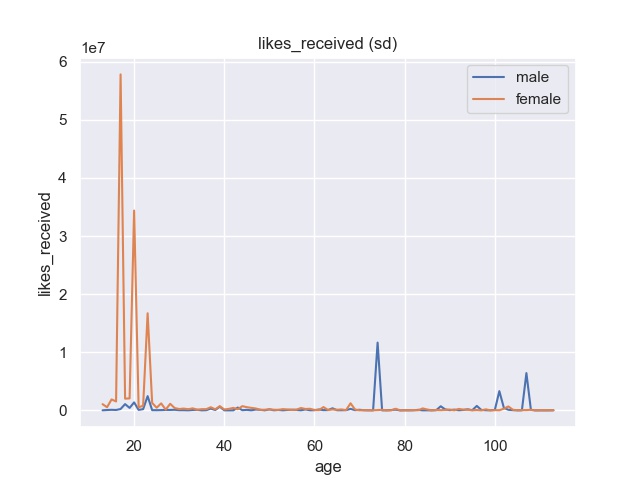 likes_received (sd)
1e7
male
female
6
5
4
3
2
1
0
likes_received
20 40 60 80 100
age